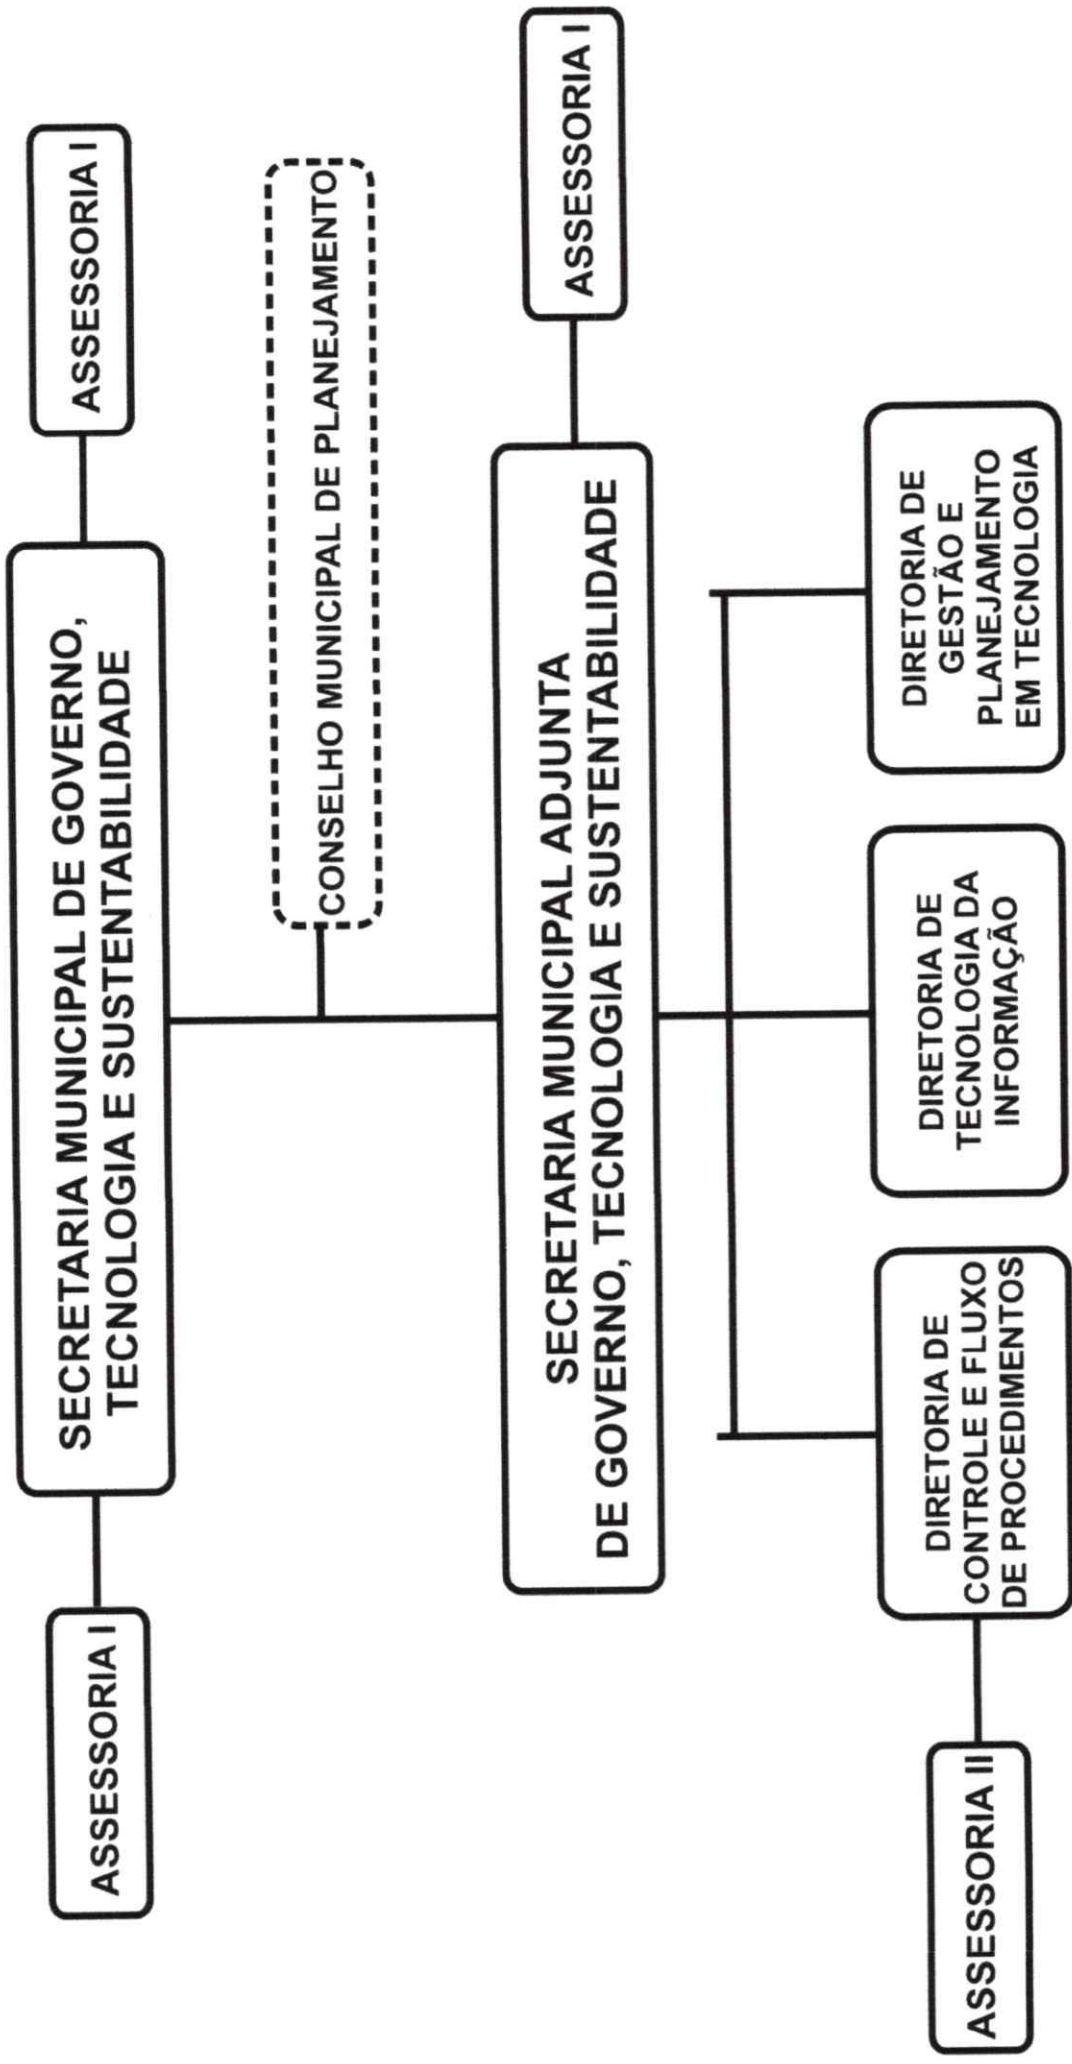 SECRETARIA MUNICIPAL DE GOVERNO,
TECNOLOGIA E SUSTENTABILIDADE
ASSESSORIA I
ASSESSORIA I
CONSELHO MUNICIPAL DE PLANEJAMENTO
SECRETARIA MUNICIPAL ADJUNTA
DE GOVERNO, TECNOLOGIA E SUSTENTABILIDADE
ASSESSORIA I
ASSESSORIA II
DIRETORIA DE
CONTROLE E FLUXO
DE PROCEDIMENTOS
DIRETORIA DE
TECNOLOGIA DA
INFORMAÇÃO
DIRETORIA DE
GESTÃO E
PLANEJAMENTO
EM TECNOLOGIA